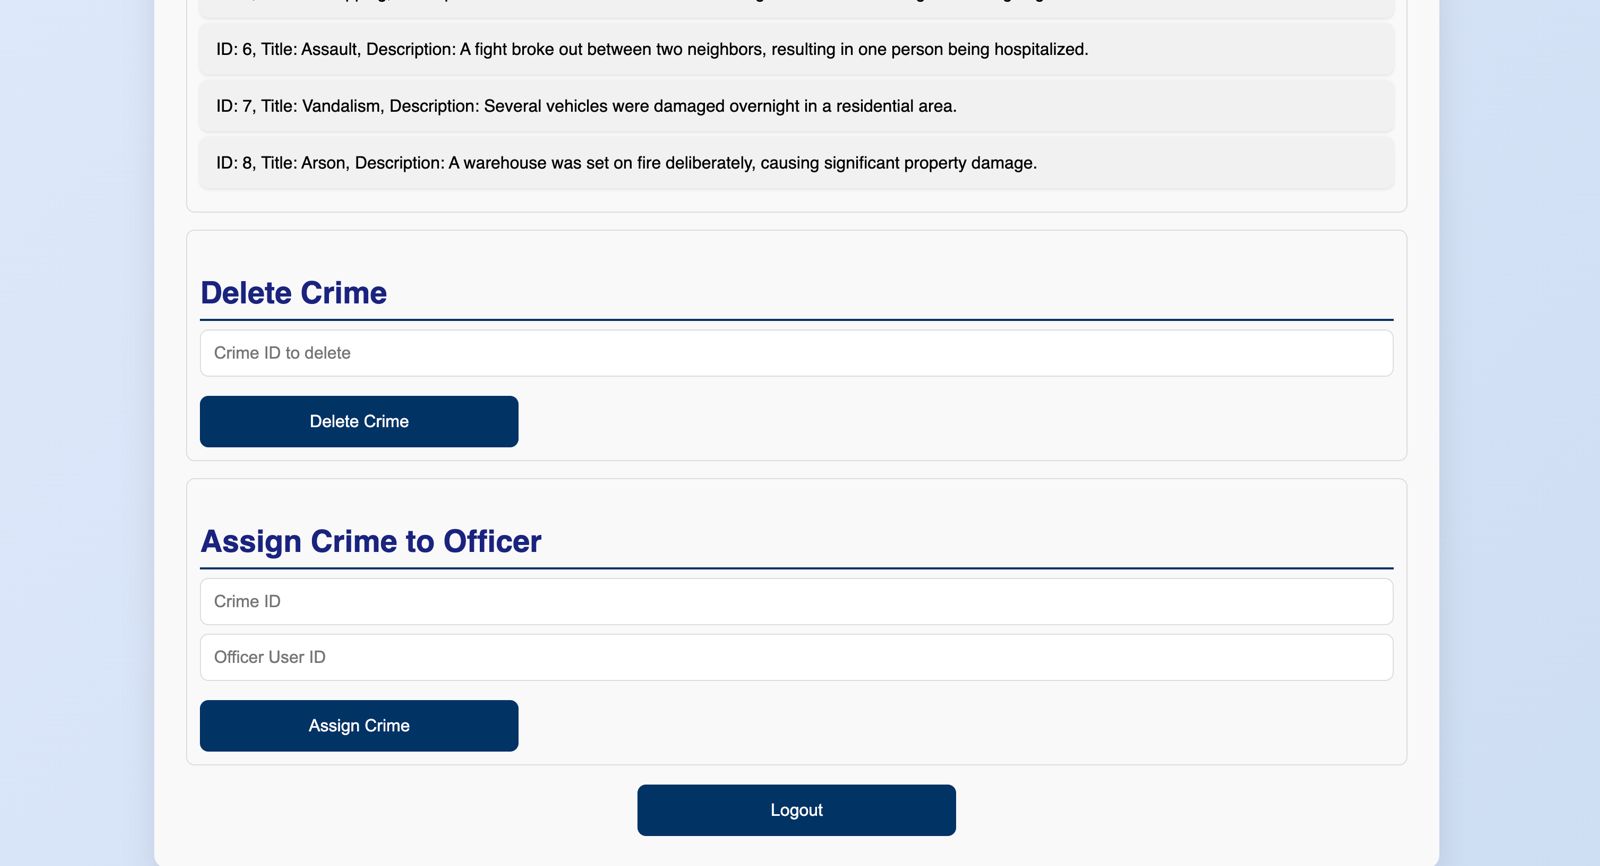 ID: 6, Title: Assault, Description: A fight broke out between two neighbors, resulting in one person being hospitalized.
ID: 7, Title: Vandalism, Description: Several vehicles were damaged overnight in a residential area.
ID: 8, Title: Arson, Description: A warehouse was set on fire deliberately, causing significant property damage.
Delete Crime
Crime ID to delete
Delete Crime
Assign Crime to Officer
Crime ID
Officer User ID
Assign Crime
Logout